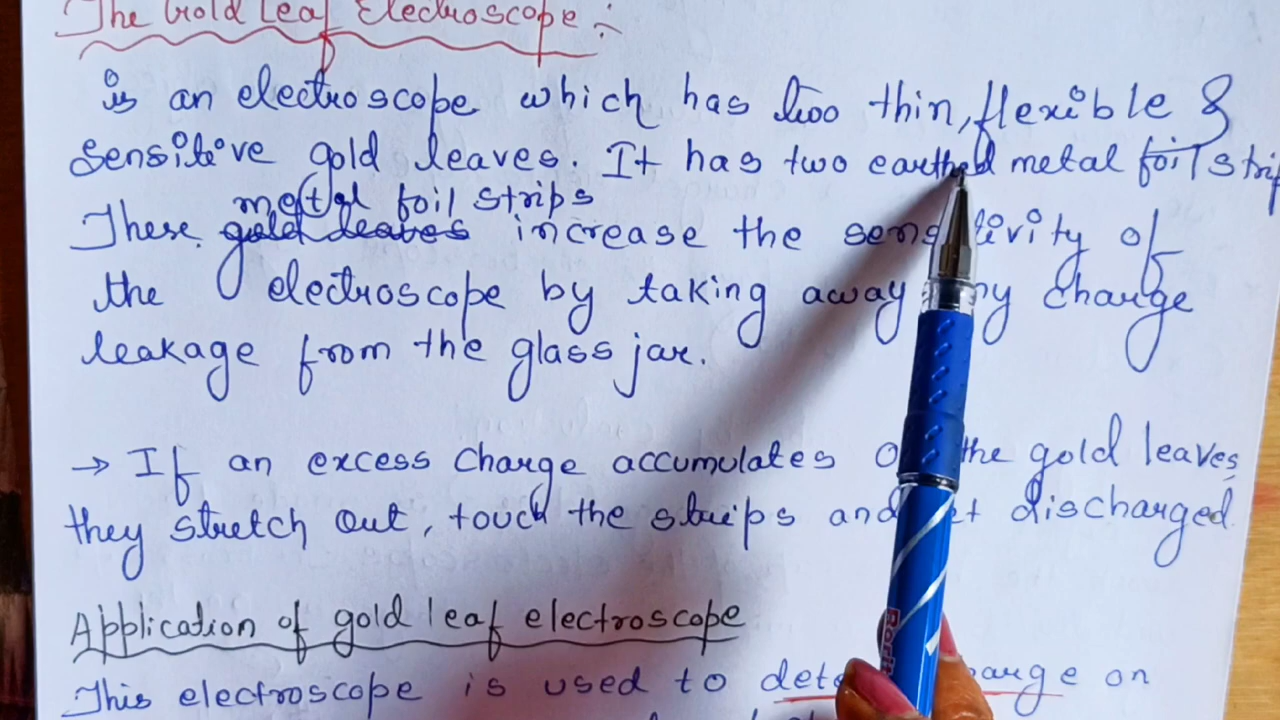 The Gold Leaf Electroscope :-
is an electroscope which has two thin, flexible &
sensitive gold leaves. It has two earthed metal foil strip
metal foil strips
These gold leaves increase the sensitivity of
the electroscope by taking away any charge
leakage from the glass jar.
→ If an excess charge accumulates the gold leaves,
they stretch out, touch the strips and discharged.
Application of gold leaf electroscope
This electroscope is used to on